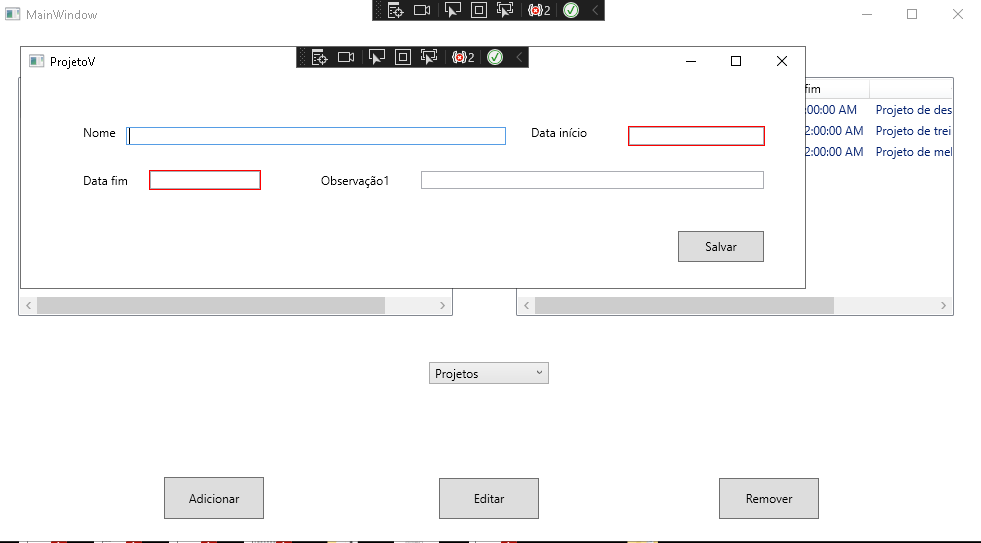 MainWindow
2
ProjetoV
2
fim
:00:00 AM Projeto de des
2:00:00 AM Projeto de trei
2:00:00 AM Projeto de mel
Nome
Data início
Data fim
Observação1
Salvar
Projetos
Adicionar
Editar
Remover